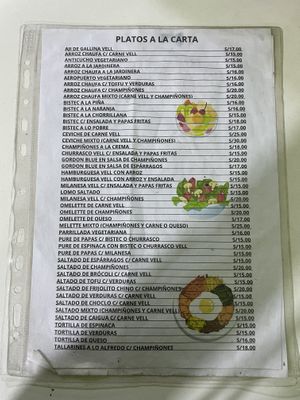 PLATOS A LA CARTA
AJI DE GALLINA VELL S/17.00
ARROZ CHAUFA C/ CARNE VELL S/15.00
ANTICUCHO VEGETARIANO S/15.00
ARROZ A LA JARDINERA S/15.00
ARROZ CHAUFA A LA JARDINERA S/16.00
AEROPUERTO VEGETARIANO S/16.00
ARROZ CHAUFA C/ TOFU Y VERDURAS S/15.00
ARROZ CHAUFA C/ CHAMPIÑONES S/16.00
ARROZ CHAUFA MIXTO (CARNE VELL Y CHAMPIÑONES) S/20.00
BISTEC A LA PIÑA S/16.00
BISTEC A LA NARANJA S/16.00
BISTEC A LA CHORRILLANA S/15.00
BISTEC C/ ENSALADA Y PAPAS FRITAS S/16.00
BISTEC A LO POBRE S/17.00
CEVICHE DE CARNE VELL S/25.00
CEVICHE MIXTO (CARNE VELL Y CHAMPIÑONES) S/30.00
CHAMPIÑONES A LA CREMA S/18.00
CHURRASCO VELL C/ ENSALADA Y PAPAS FRITAS S/15.00
GORDON BLUE EN SALSA DE CHAMPIÑONES S/20.00
GORDON BLUE EN SALSA DE ESPÁRRAGOS S/17.00
HAMBURGUESA VELL CON ARROZ S/15.00
HAMBURGUESA VELL CON ARROZ Y ENSALADA S/15.00
MILANESA VELL C/ ENSALADA Y PAPAS FRITAS S/15.00
LOMO SALTADO S/15.00
MILANESA VELL C/ CHAMPIÑONES S/20.00
OMELETTE DE CARNE VELL S/15.00
OMELETTE DE CHAMPIÑONES S/20.00
OMELETTE DE QUESO S/17.00
MELETTE MIXTO (CHAMPIÑONES Y CARNE O QUESO) S/25.00
PARRILLADA VEGETARIANA S/16.00
PURE DE PAPAS C/ BISTEC O CHURRASCO S/15.00
PURE DE ESPINACA CON BISTEC O CHURRASCO VELL S/15.00
PURE DE PAPAS C/ MILANESA S/15.00
SALTADO DE ESPÁRRAGOS C/ CARNE VELL S/15.00
SALTADO DE CHAMPIÑONES S/20.00
SALTADO DE BRÓCOLI C/ CARNE VELL S/15.00
ALTADO DE TOFU C/ VERDURAS S/15.00
SALTADO DE FRIJOLITO CHINO C/ CHAMPIÑONES S/20.00
SALTADO DE VERDURAS C/ CARNE VELL S/15.00
SALTADO DE CHOCLO C/ CARNE VELL S/15.00
SALTADO MIXTO (CHAMPIÑONES Y CARNE VELL) S/20.00
SALTADO DE CAIGUA C/ CARNE VELL S/15.00
TORTILLA DE ESPINACA S/15.00
TORTILLA DE VERDURAS S/15.00
TORTILLA DE QUESO S/16.00
TALLARINES A LO ALFREDO C/ CHAMPIÑONES S/18.00